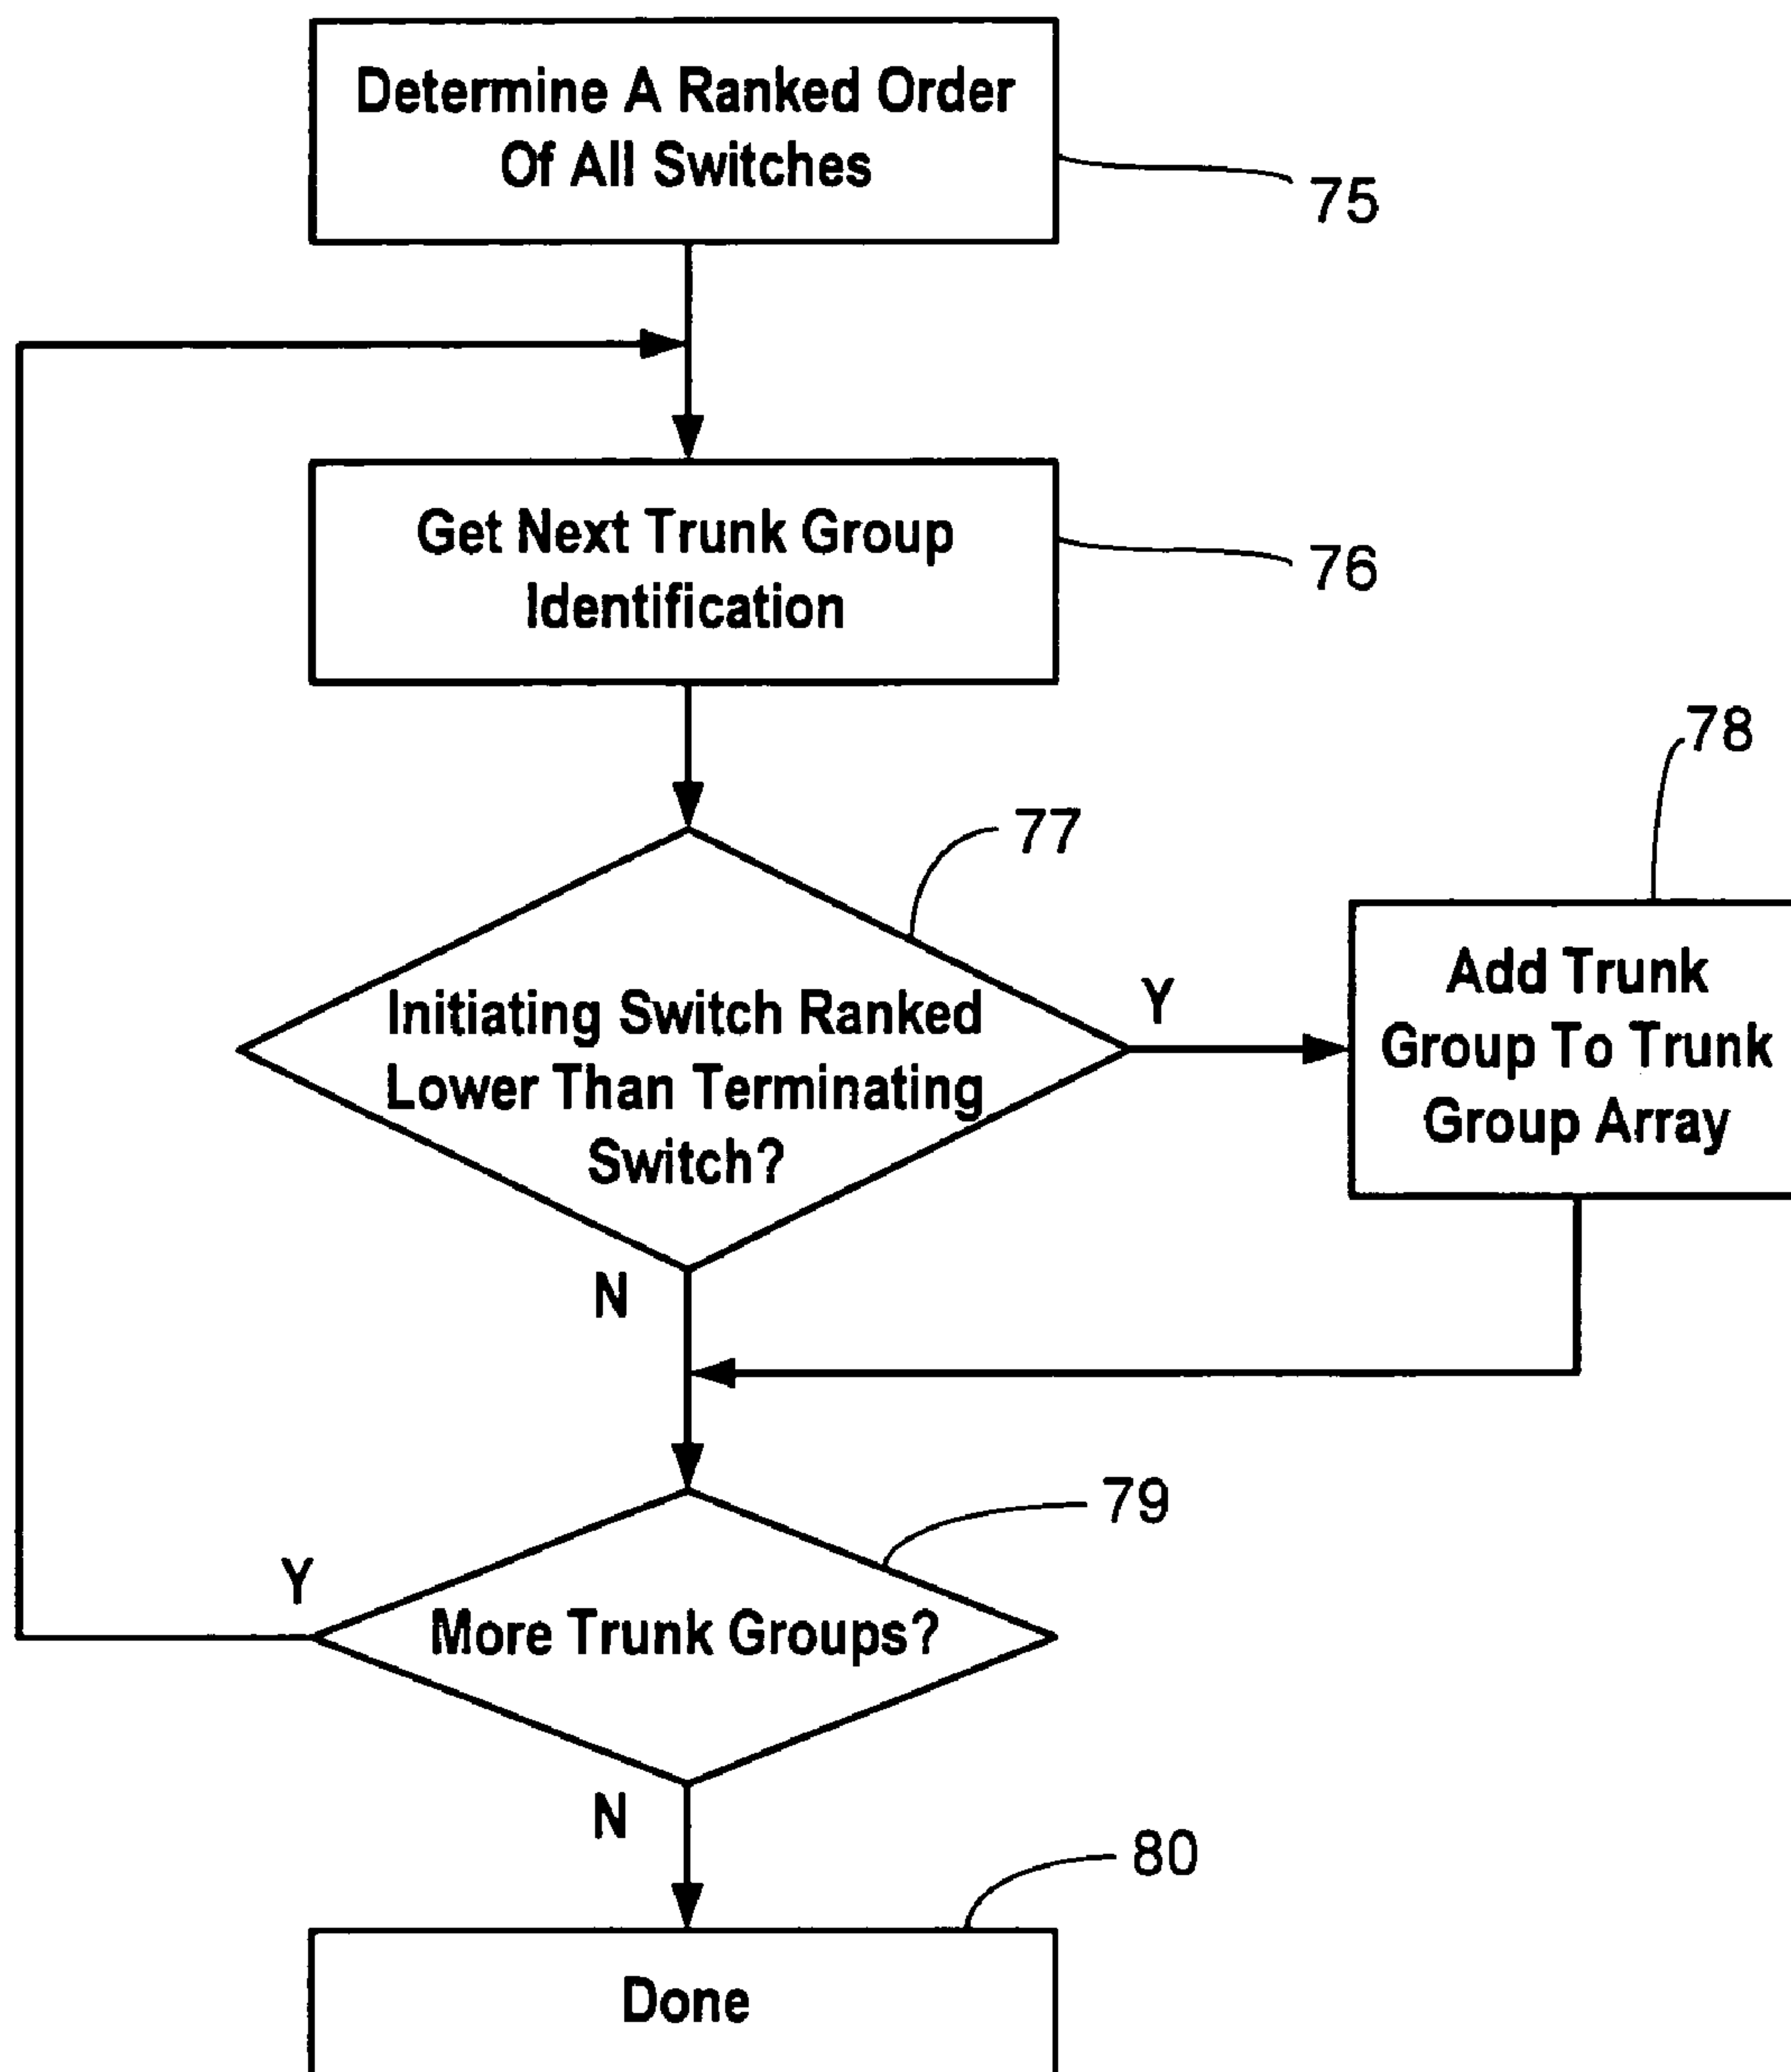 Determine A Ranked Order
Of All Switches
75
Get Next Trunk Group
Identification
76
77
78
Initiating Switch Ranked
Lower Than Terminating
Switch?
Y
Add Trunk
Group To Trunk
Group Array
N
79
Y
More Trunk Groups?
N
80
Done